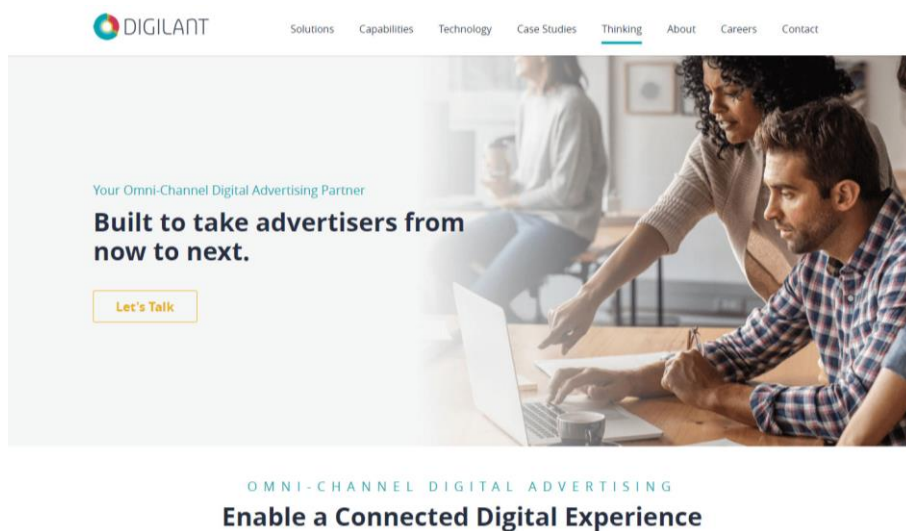 DIGILANT
Solutions Capabilities Technology Case Studies Thinking About Careers Contact
Your Omni-Channel Digital Advertising Partner
Built to take advertisers from
now to next.
Let's Talk
OMNI-CHANNEL DIGITAL ADVERTISING
Enable a Connected Digital Experience